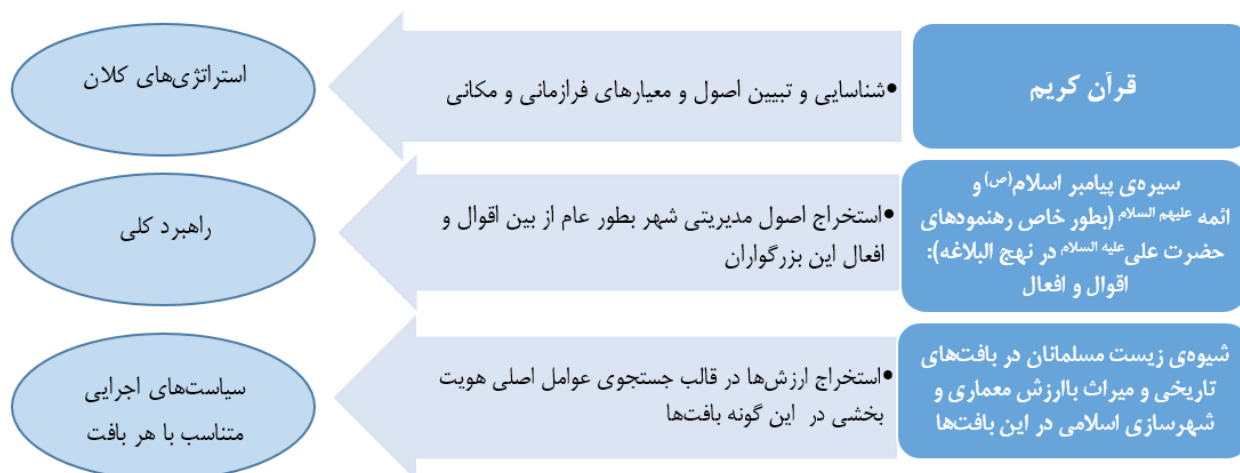 قرآن کریم
•شناسایی و تبیین اصول و معیارهای فرازمانی و مکانی
استراتژی‌های کلان
سیره‌ی پیامبر اسلام(ص) و
ائمه علیهم السلام (بطور خاص رهنمودهای
حضرت علی علیه السلام در نهج البلاغه):
اقوال و افعال
•استخراج اصول مدیریتی شهر بطور عام از بین اقوال و
افعال این بزرگواران
راهبرد کلی
شیوه‌ی زیست مسلمانان در بافت‌های
تاریخی و میراث باارزش معماری و
شهرسازی اسلامی در این بافت‌ها
•استخراج ارزش‌ها در قالب جستجوی عوامل اصلی هویت
بخشی در این گونه بافت‌ها
سیاست‌های اجرایی
متناسب با هر بافت